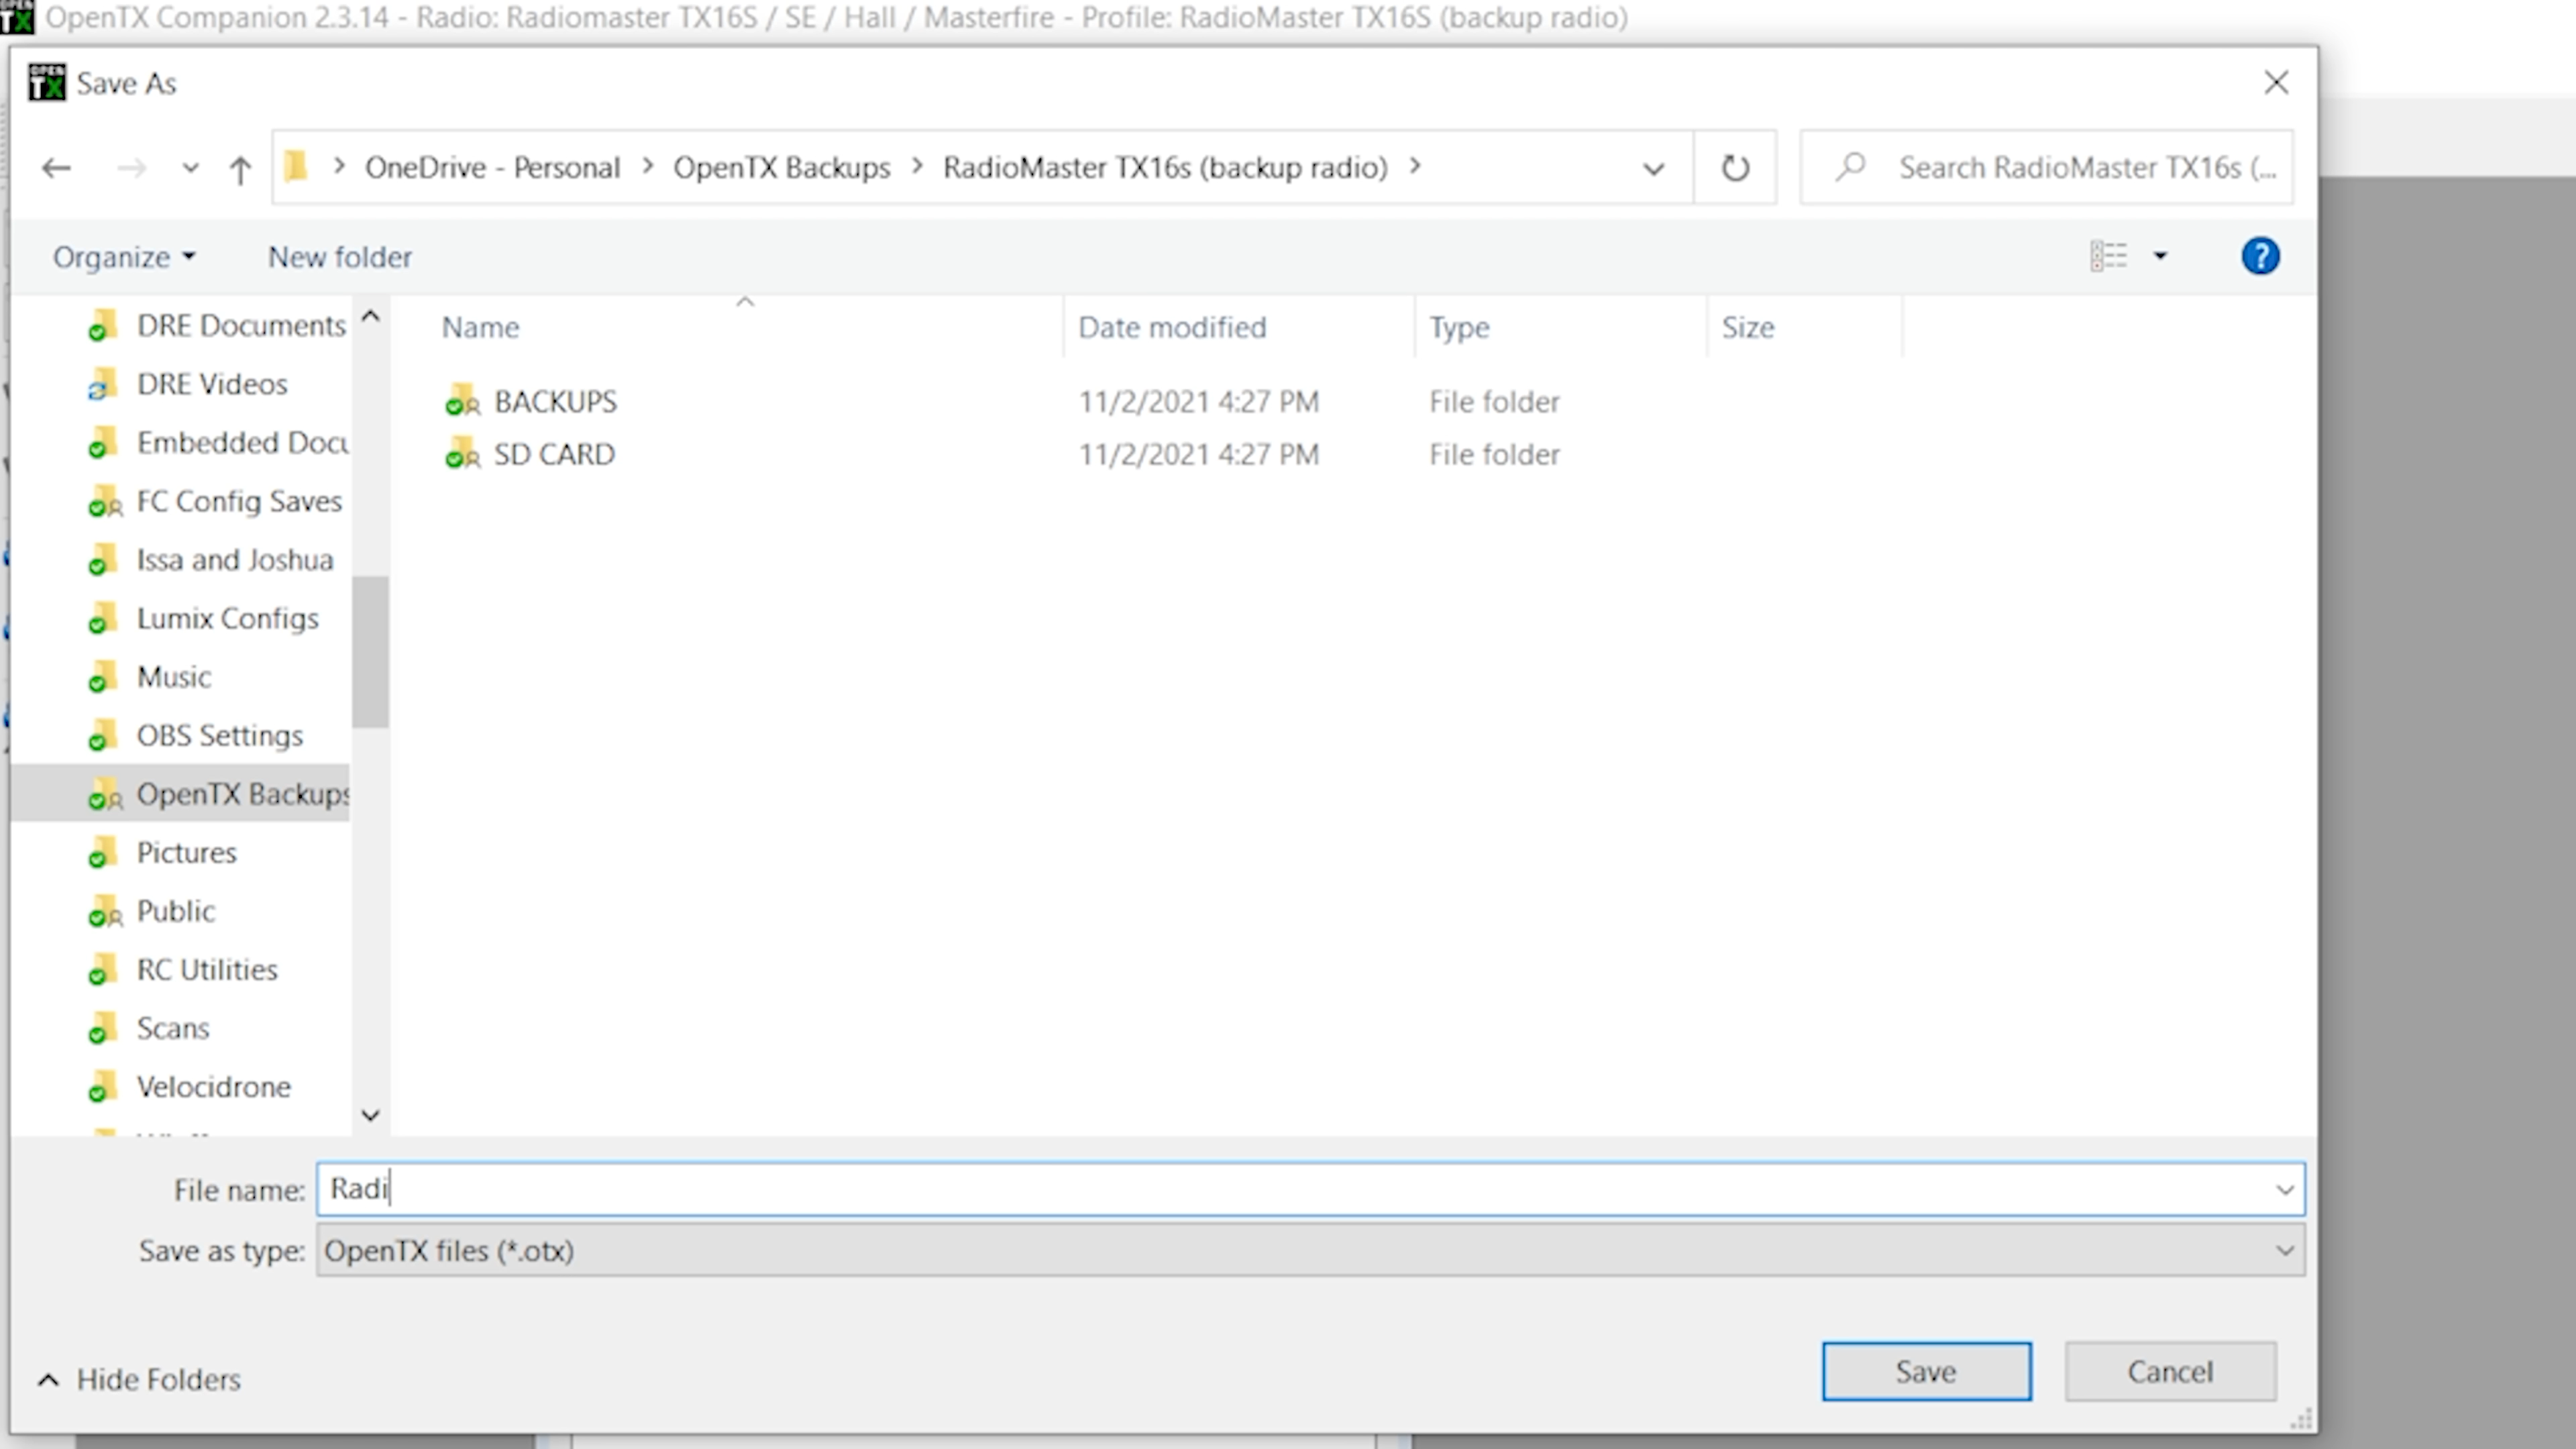 OPEN TX OpenTX Companion 2.3.14 - Radio: Radiomaster TX16S / SE / Hall / Masterfire - Profile: RadioMaster TX16S (backup radio)
OPEN TX Save As
OneDrive - Personal > OpenTX Backups > RadioMaster TX16s (backup radio) >
Search RadioMaster TX16s (...
Organize New folder ?
Name Date modified Type Size
BACKUPS 11/2/2021 4:27 PM File folder
SD CARD 11/2/2021 4:27 PM File folder
DRE Documents
DRE Videos
Embedded Docu
FC Config Saves
Issa and Joshua
Lumix Configs
Music
OBS Settings
OpenTX Backups
Pictures
Public
RC Utilities
Scans
Velocidrone
File name: Radi
Save as type: OpenTX files (*.otx)
Hide Folders Save Cancel